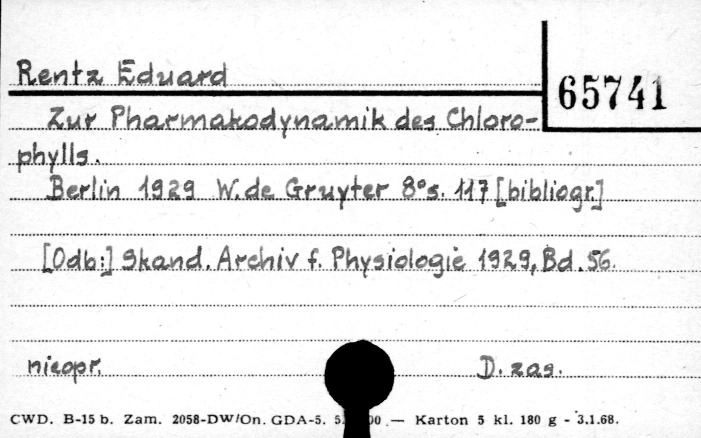 Rentz Eduard
65741
Zur Pharmakodynamik des Chloro-
phylls.
Berlin 1929 W. de Gruyter 8° s. 117 [bibliogr.]
[Odb:] Skand. Archiv f. Physiologie 1929, Bd. 56.
nieopr. D. zag.
CWD. B-15 b. Zam. 2058-DW/On. GDA-5. — Karton 5 kl. 180 g - 3.1.68.